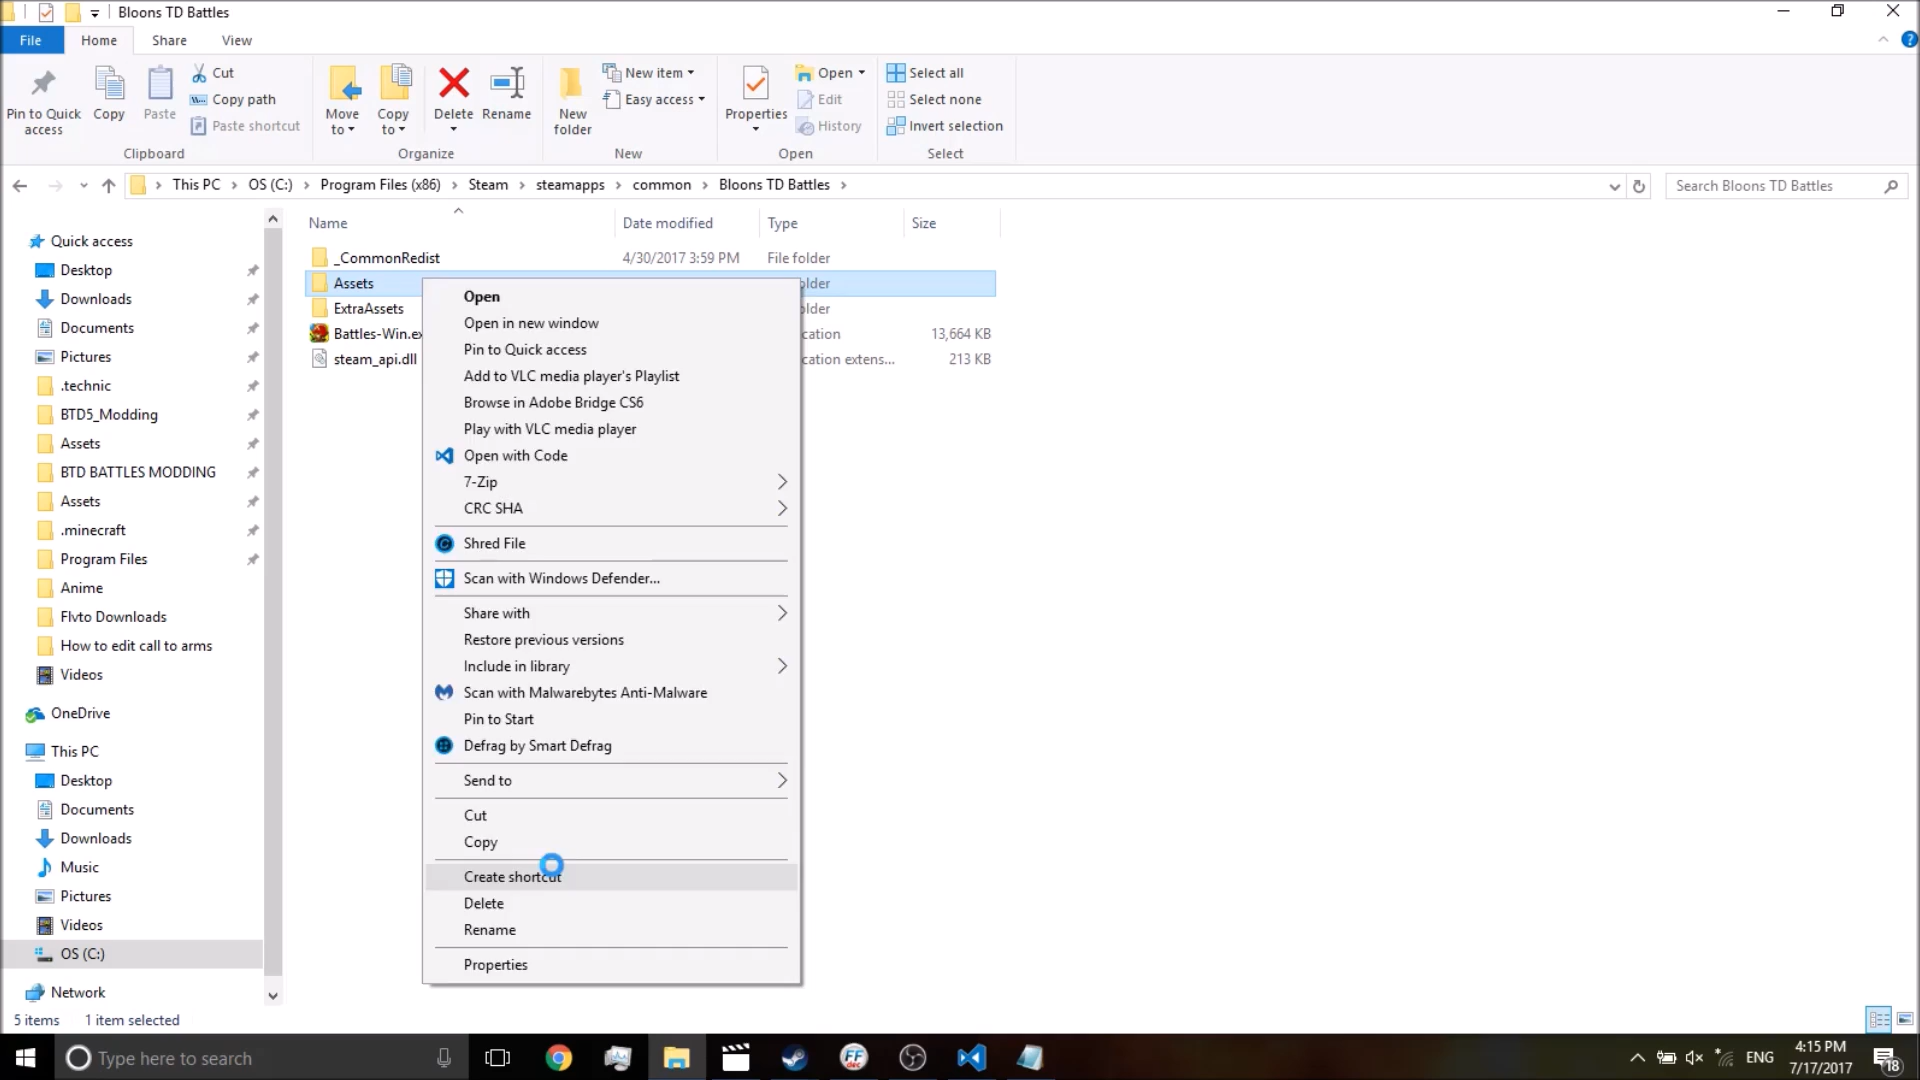 Bloons TD Battles
File
Home
Share
View
Pin to Quick access
Copy
Paste
Cut
Copy path
Paste shortcut
Clipboard
Move to
Copy to
Delete
Rename
Organize
New folder
New item
Easy access
New
Properties
Open
Edit
History
Open
Select all
Select none
Invert selection
Select
This PC > OS (C:) > Program Files (x86) > Steam > steamapps > common > Bloons TD Battles >
Search Bloons TD Battles
Quick access
Desktop
Downloads
Documents
Pictures
.technic
BTD5_Modding
Assets
BTD BATTLES MODDING
Assets
.minecraft
Program Files
Anime
Flvto Downloads
How to edit call to arms
Videos
OneDrive
This PC
Desktop
Documents
Downloads
Music
Pictures
Videos
OS (C:)
Network
Name Date modified Type Size
_CommonRedist 4/30/2017 3:59 PM File folder
Assets older
ExtraAssets older
Battles-Win.ex cation 13,664 KB
steam_api.dll cation extens... 213 KB
Open
Open in new window
Pin to Quick access
Add to VLC media player's Playlist
Browse in Adobe Bridge CS6
Play with VLC media player
Open with Code
7-Zip
CRC SHA
Shred File
Scan with Windows Defender...
Share with
Restore previous versions
Include in library
Scan with Malwarebytes Anti-Malware
Pin to Start
Defrag by Smart Defrag
Send to
Cut
Copy
Create shortcut
Delete
Rename
Properties
5 items 1 item selected
Type here to search
FF
dec
ENG
4:15 PM
7/17/2017
18